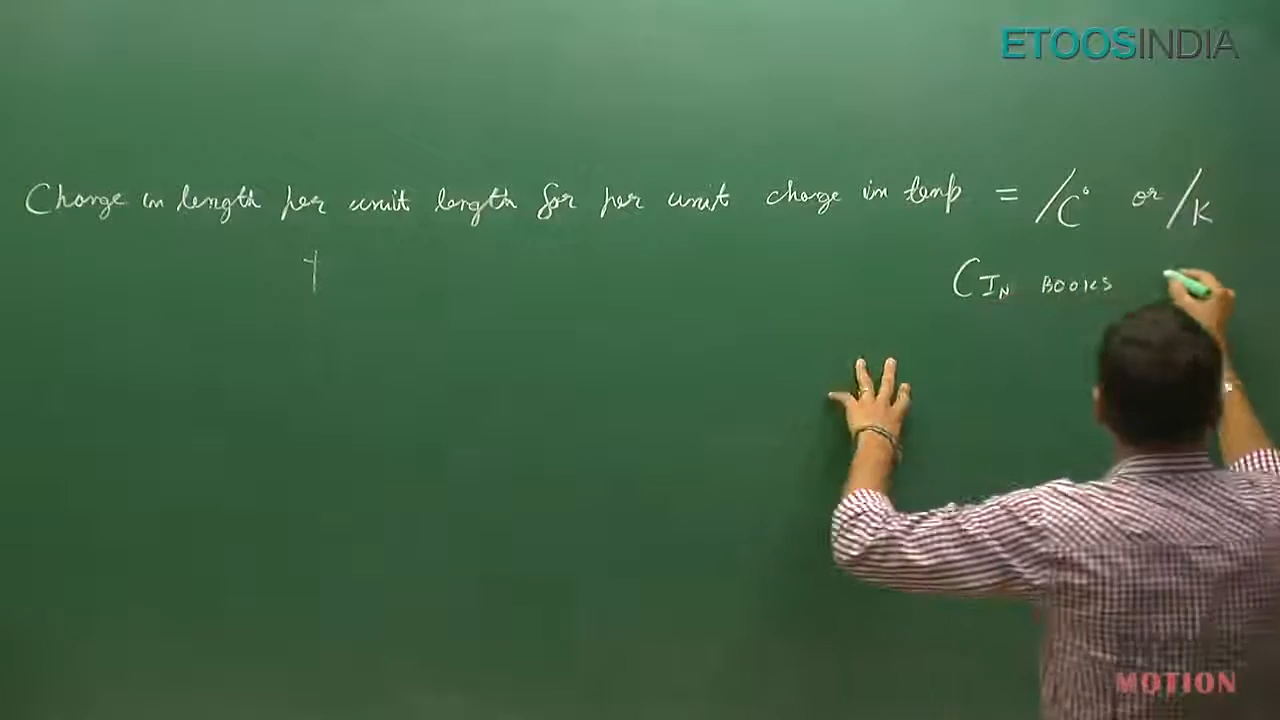 ETOOSINDIA
Change in length per unit length for per unit change in temp = /C° or /K
(IN BOOKS
MOTION